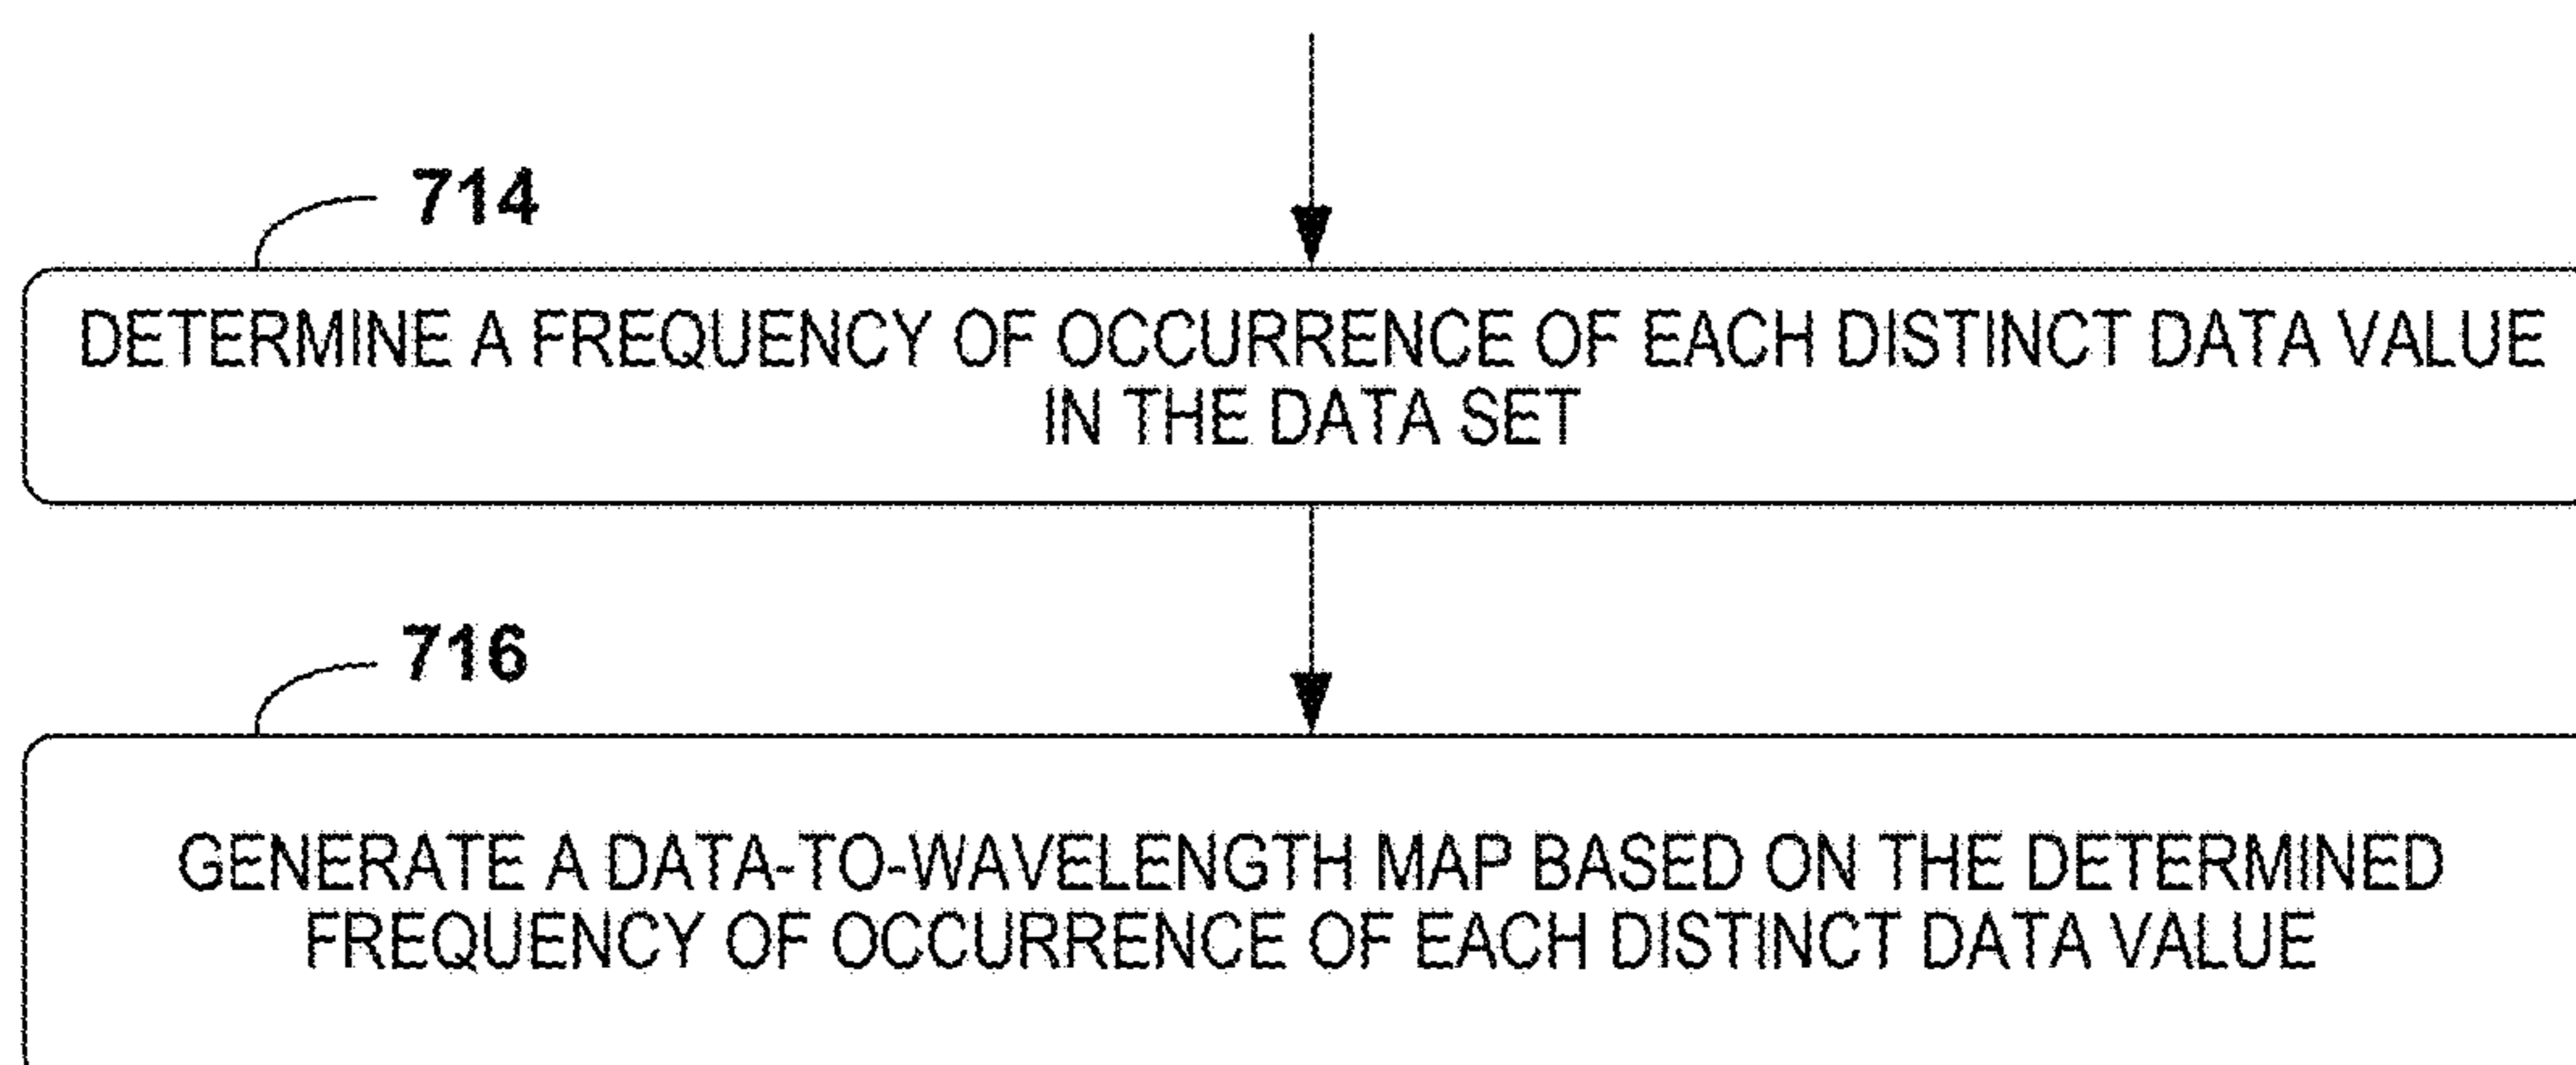 714
DETERMINE A FREQUENCY OF OCCURRENCE OF EACH DISTINCT DATA VALUE
IN THE DATA SET
716
GENERATE A DATA-TO-WAVELENGTH MAP BASED ON THE DETERMINED
FREQUENCY OF OCCURRENCE OF EACH DISTINCT DATA VALUE